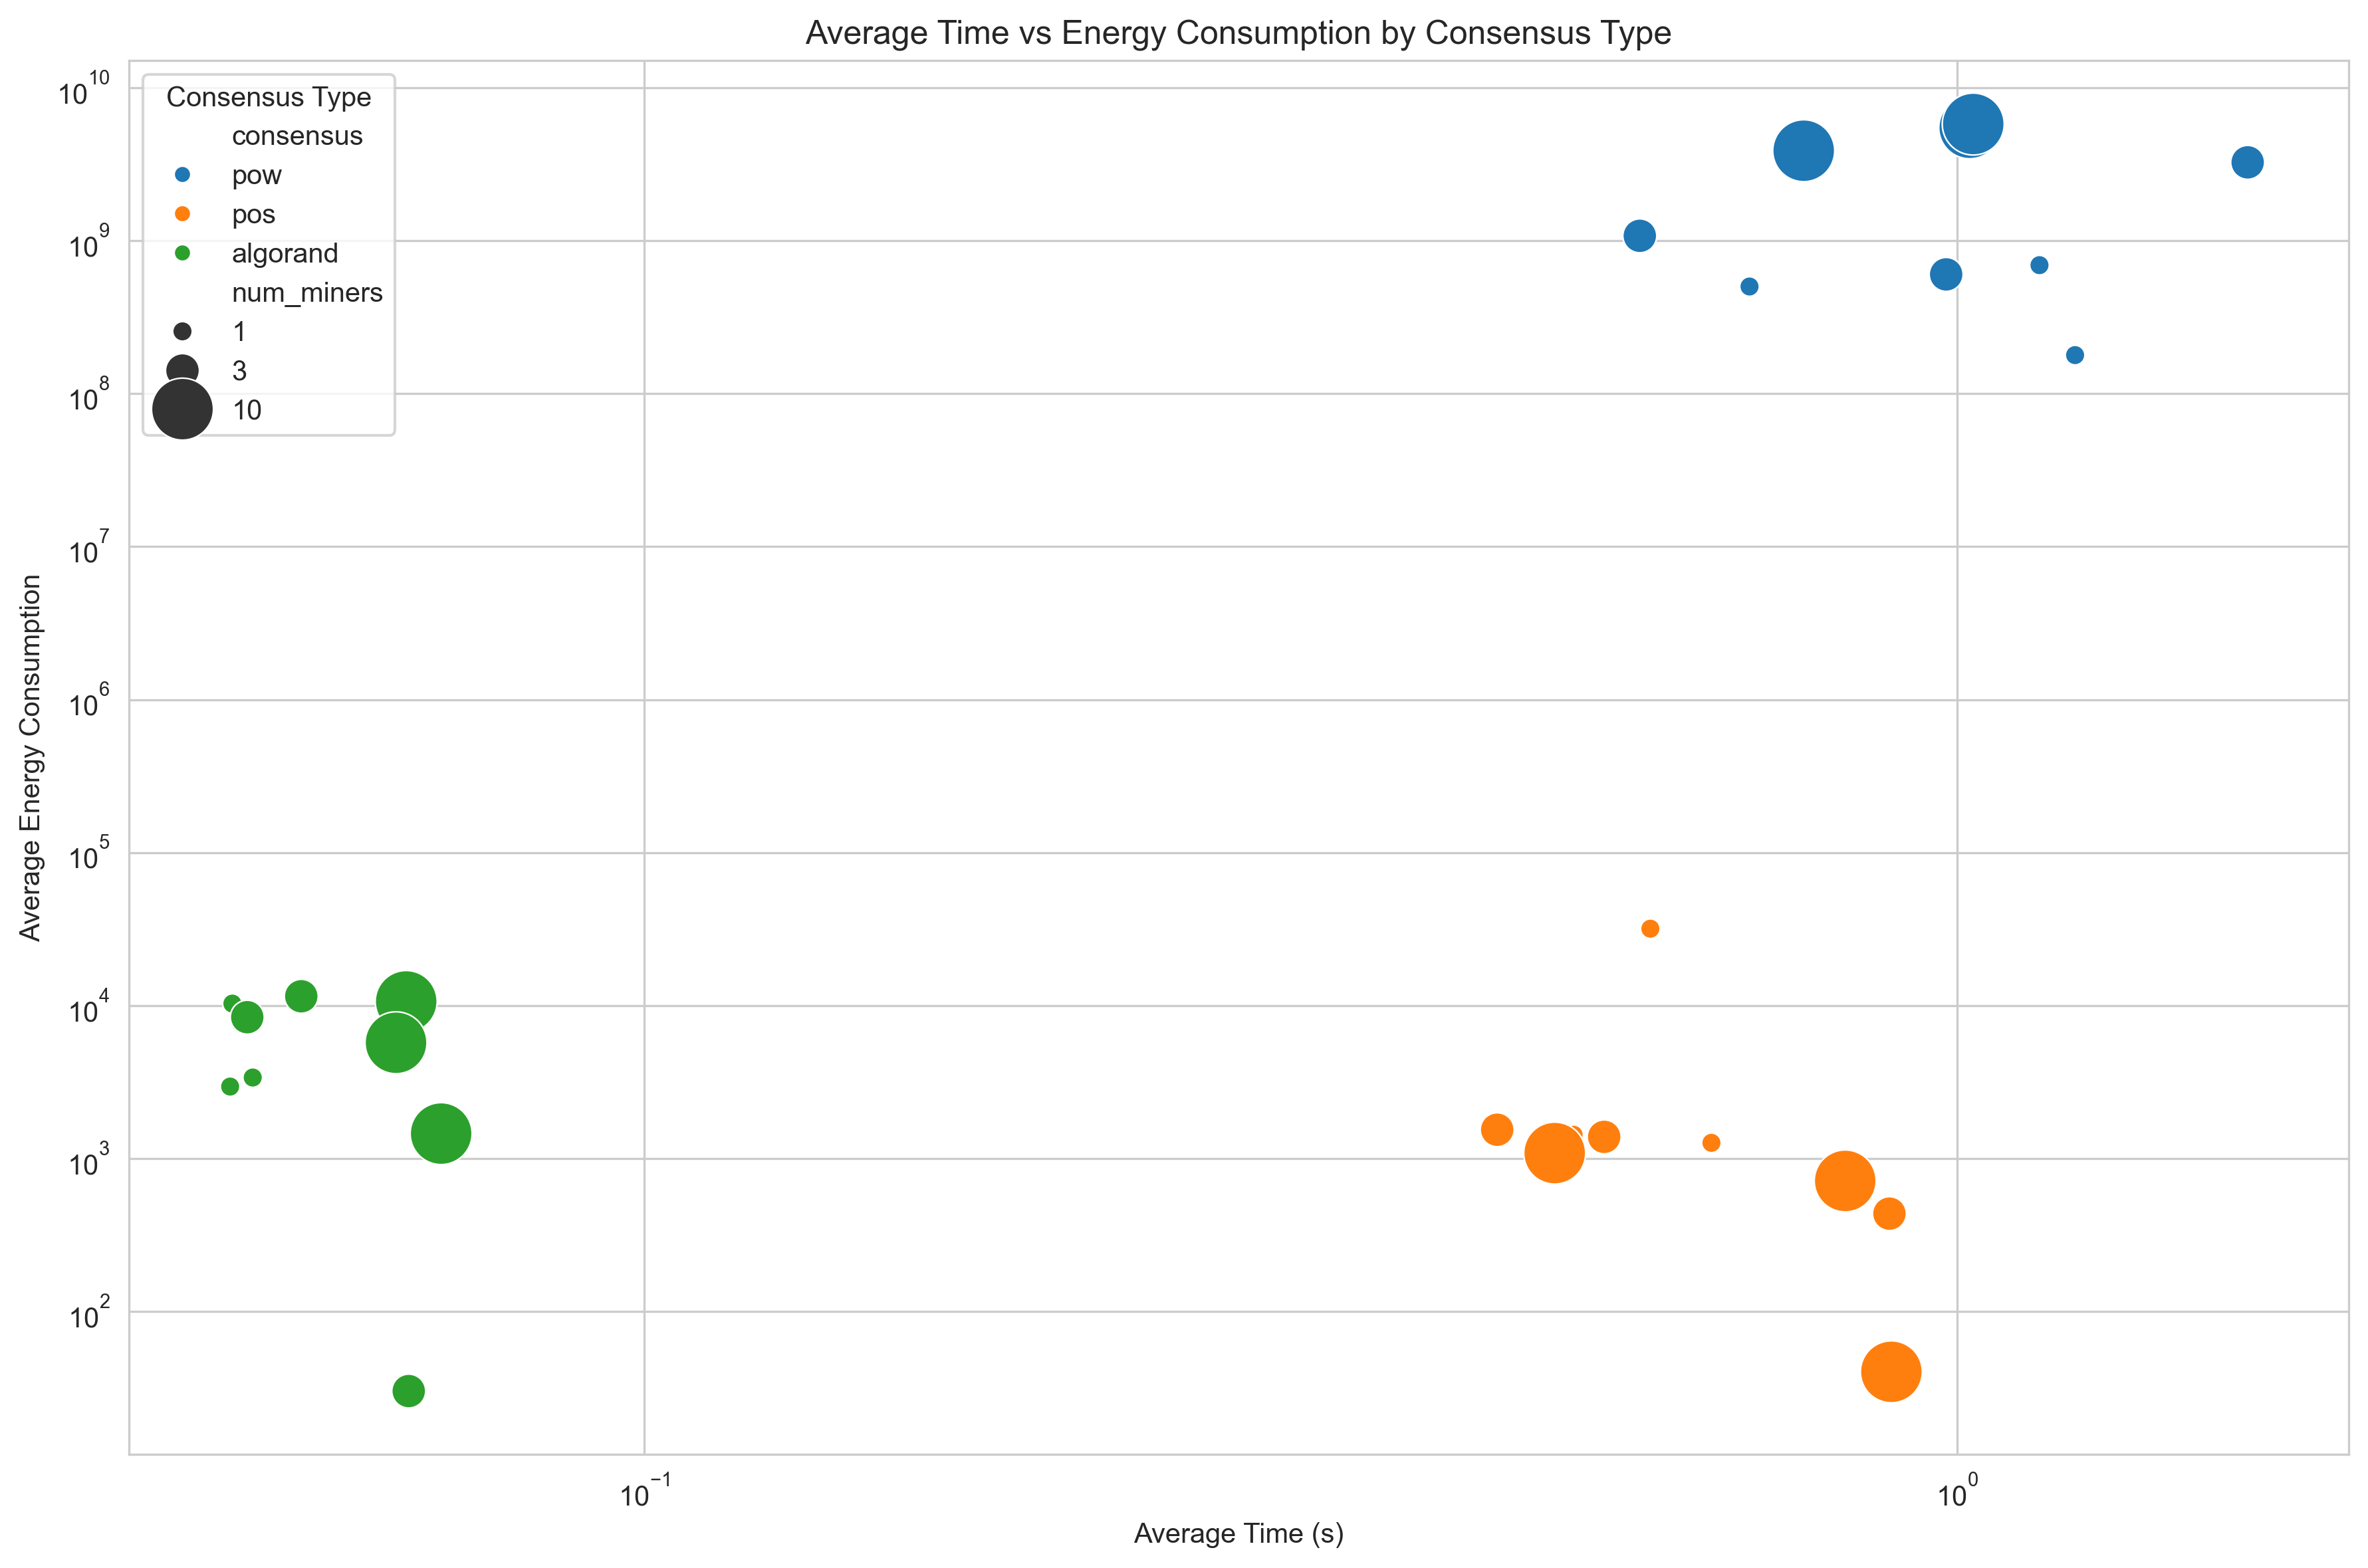 Average Time vs Energy Consumption by Consensus Type
Consensus Type
consensus
pow
pos
algorand
num_miners
1
3
10
Average Energy Consumption
10^10
10^9
10^8
10^7
10^6
10^5
10^4
10^3
10^2
10^−1
10^0
Average Time (s)